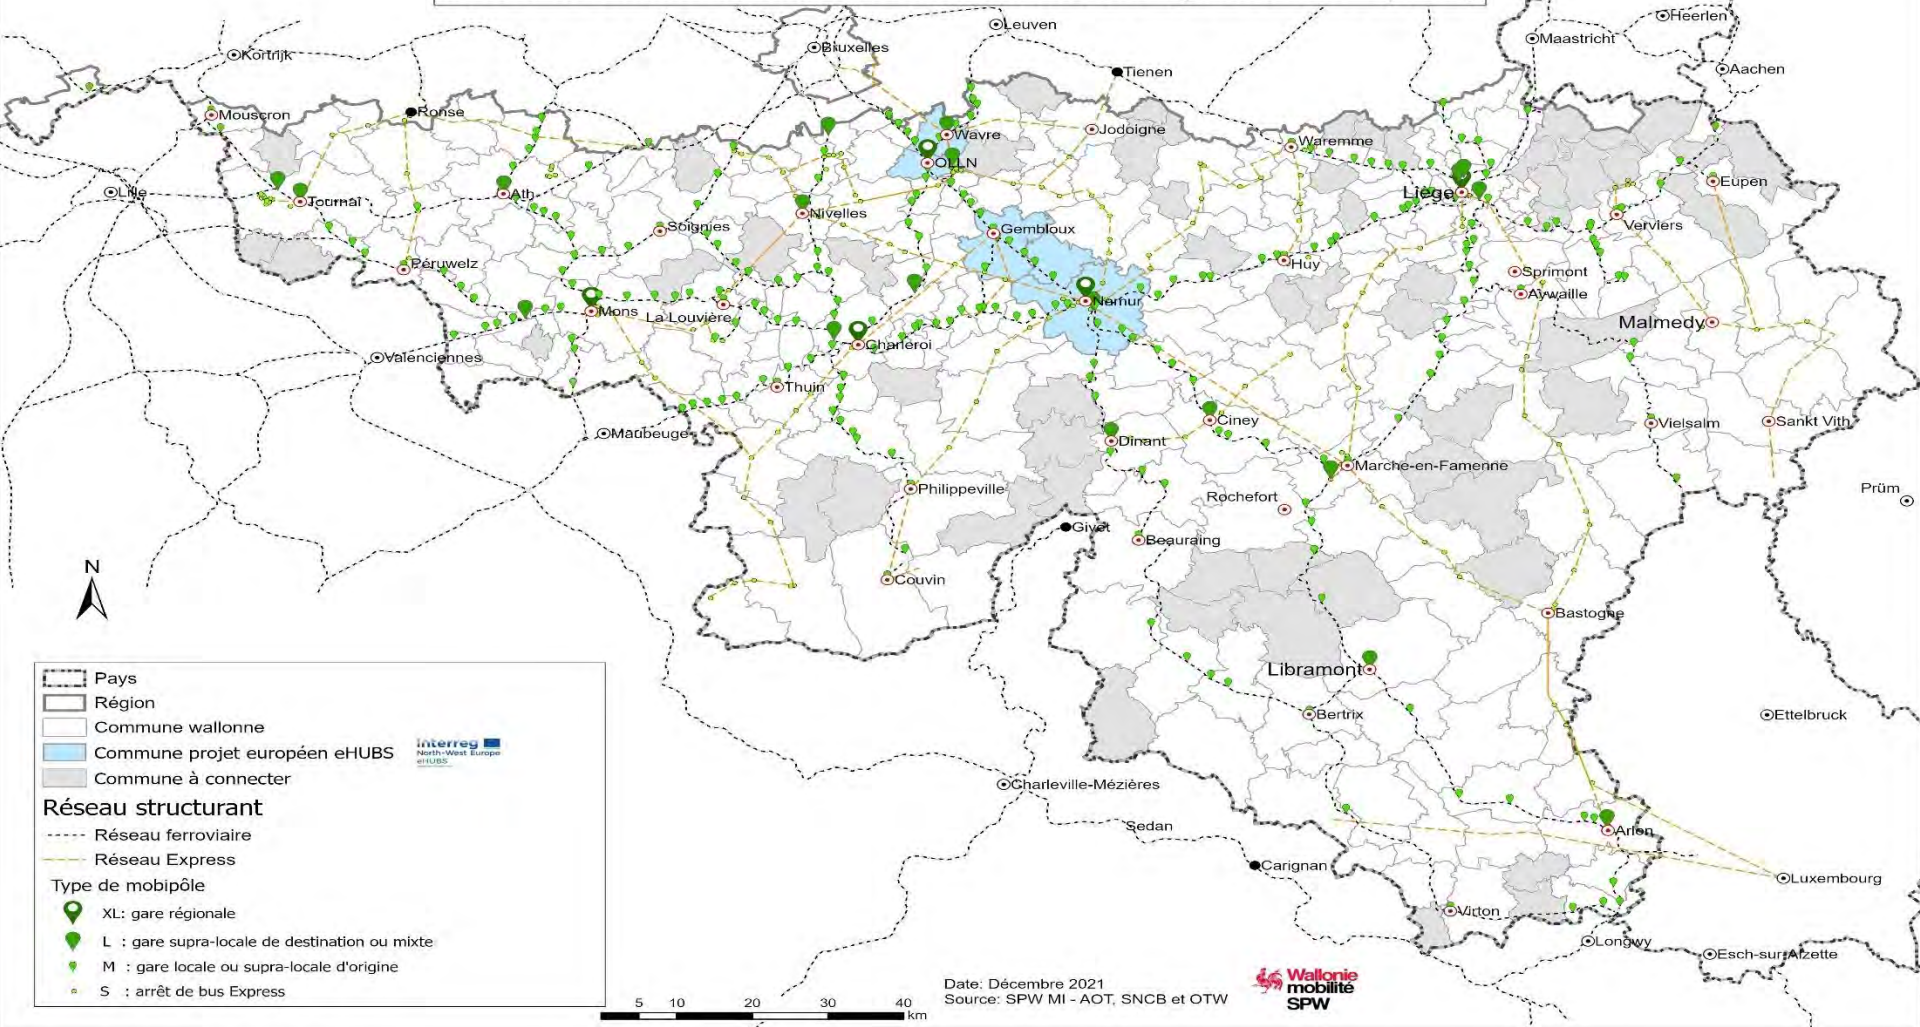 Leuven
Heerlen
Bruxelles
Maastricht
Kortrijk
Tienen
Aachen
Mouscron
Ronse
Wavre
Jodoigne
Waremme
OLLN
Lille
Tournai
Ath
Liège
Eupen
Nivelles
Soignies
Gembloux
Verviers
Péruwelz
Huy
Sprimont
Aywaille
Namur
Mons
La Louvière
Malmedy
Charleroi
Valenciennes
Thuin
Ciney
Vielsalm
Sankt Vith
Maubeuge
Dinant
Marche-en-Famenne
Philippeville
Rochefort
Prüm
Givet
Beauraing
N
Couvin
Bastogne
Libramont
Bertrix
Ettelbruck
Charleville-Mézières
Sedan
Arlon
Carignan
Luxembourg
Virton
Longwy
Esch-sur-Alzette
Pays
Région
Commune wallonne
Commune projet européen eHUBS
Interreg
North-West Europe
eHUBS
Commune à connecter
Réseau structurant
Réseau ferroviaire
Réseau Express
Type de mobipôle
XL: gare régionale
L : gare supra-locale de destination ou mixte
M : gare locale ou supra-locale d'origine
S : arrêt de bus Express
5 10 20 30 40
km
Date: Décembre 2021
Source: SPW MI - AOT, SNCB et OTW
Wallonie
mobilité
SPW